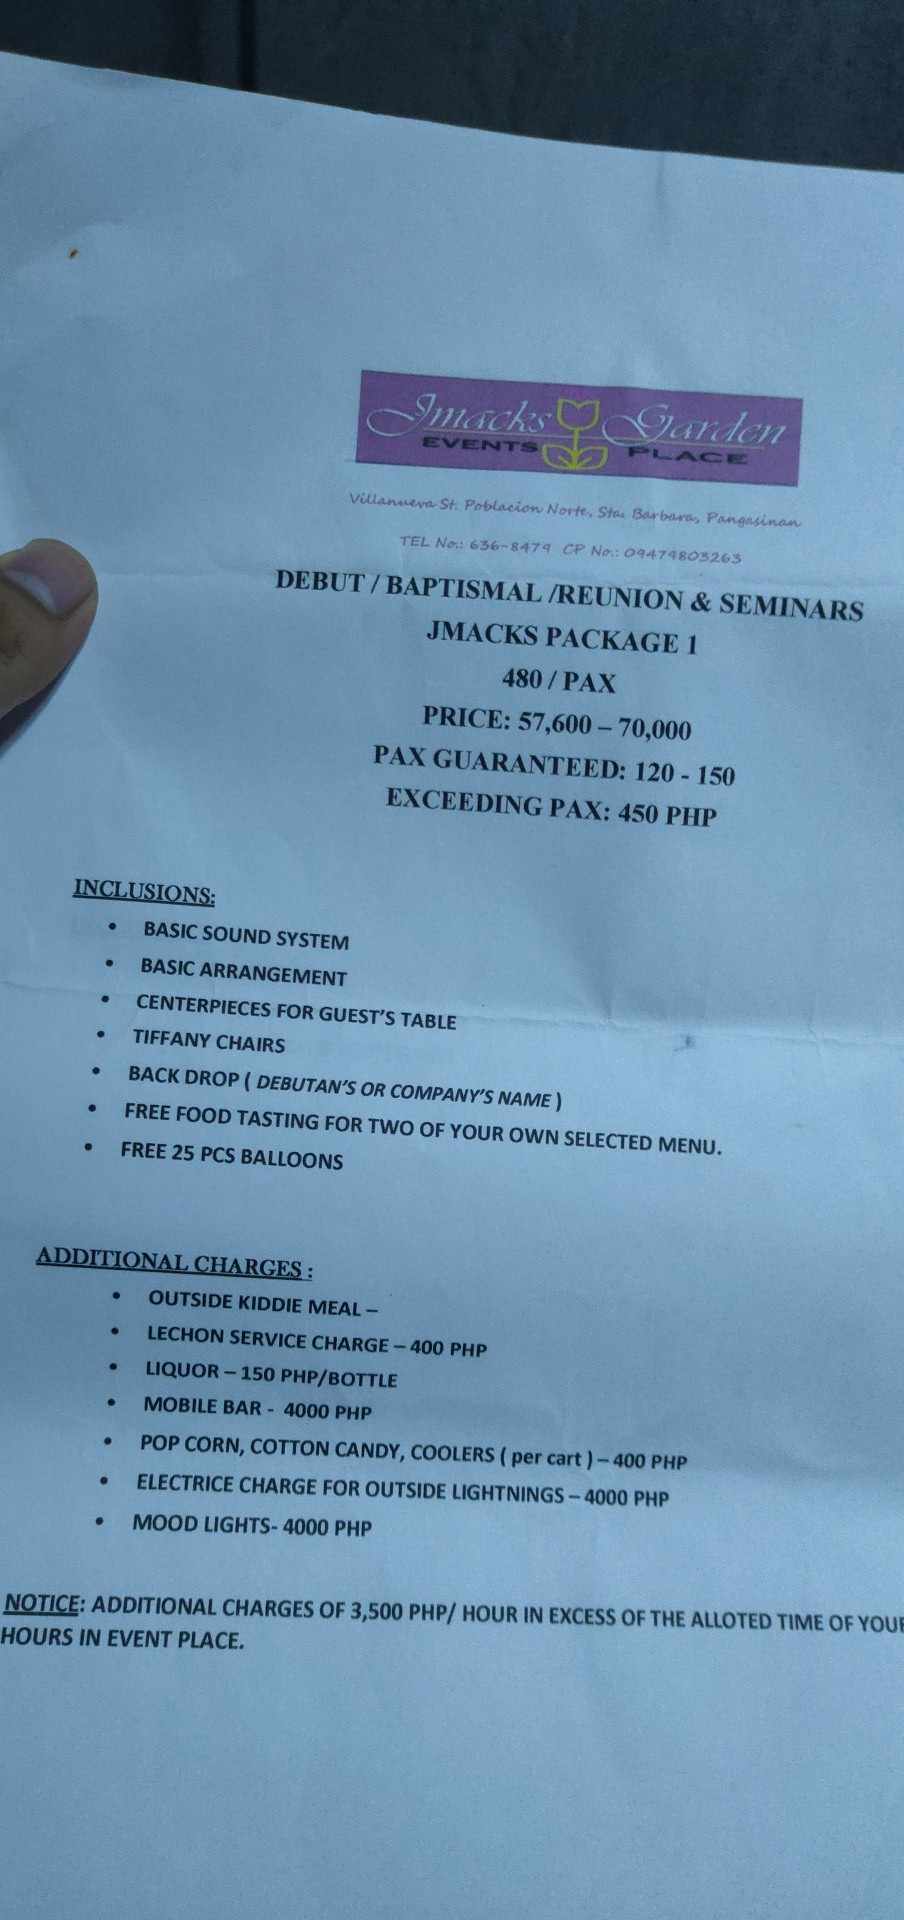 Jmacks Garden
EVENTS PLACE
Villanueva St. Poblacion Norte, Sta. Barbara, Pangasinan
TEL No.: 636-8479 CP No.: 09479803263
DEBUT / BAPTISMAL /REUNION & SEMINARS
JMACKS PACKAGE 1
480 / PAX
PRICE: 57,600 – 70,000
PAX GUARANTEED: 120 - 150
EXCEEDING PAX: 450 PHP
INCLUSIONS:
• BASIC SOUND SYSTEM
• BASIC ARRANGEMENT
• CENTERPIECES FOR GUEST'S TABLE
• TIFFANY CHAIRS
• BACK DROP ( DEBUTAN'S OR COMPANY'S NAME )
• FREE FOOD TASTING FOR TWO OF YOUR OWN SELECTED MENU.
• FREE 25 PCS BALLOONS
ADDITIONAL CHARGES :
• OUTSIDE KIDDIE MEAL –
• LECHON SERVICE CHARGE – 400 PHP
• LIQUOR – 150 PHP/BOTTLE
• MOBILE BAR - 4000 PHP
• POP CORN, COTTON CANDY, COOLERS ( per cart ) – 400 PHP
• ELECTRICE CHARGE FOR OUTSIDE LIGHTNINGS – 4000 PHP
• MOOD LIGHTS- 4000 PHP
NOTICE: ADDITIONAL CHARGES OF 3,500 PHP/ HOUR IN EXCESS OF THE ALLOTED TIME OF YOUR
HOURS IN EVENT PLACE.